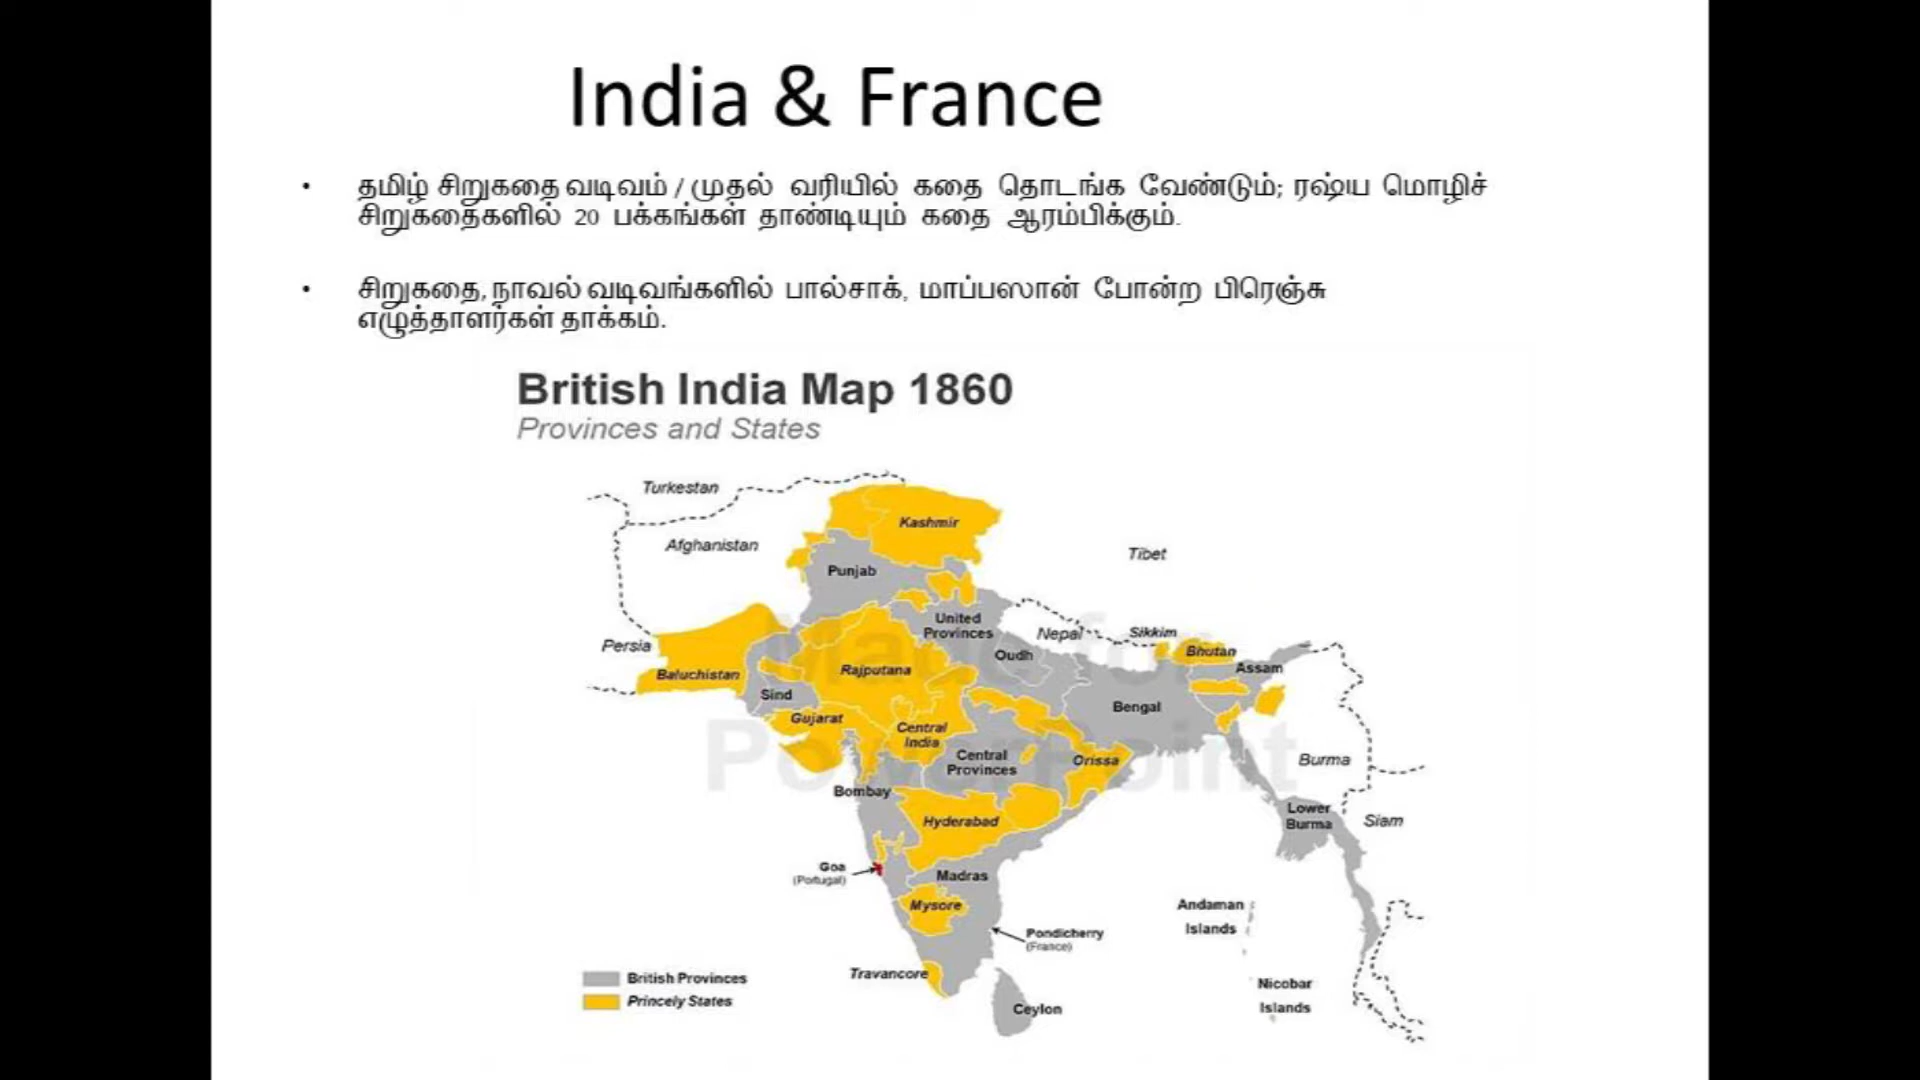 India & France
• தமிழ் சிறுகதை வடிவம் / முதல் வரியில் கதை தொடங்க வேண்டும்; ரஷ்ய மொழிச்
சிறுகதைகளில் 20 பக்கங்கள் தாண்டியும் கதை ஆரம்பிக்கும்.
• சிறுகதை, நாவல் வடிவங்களில் பால்சாக், மாப்பஸான் போன்ற பிரெஞ்சு
எழுத்தாளர்கள் தாக்கம்.
British India Map 1860
Provinces and States
Turkestan
Kashmir
Afghanistan
Tibet
Punjab
United
Provinces
Nepal
Sikkim
Persia
Bhutan
Oudh
Assam
Rajputana
Baluchistan
Sind
Bengal
Gujarat
Central
India
Central
Provinces
Orissa
Burma
Bombay
Lower
Burma
Hyderabad
Siam
Goa
(Portugal)
Madras
Mysore
Andaman
Islands
Pondicherry
(France)
Travancore
British Provinces
Princely States
Nicobar
Islands
Ceylon
Made for
PowerPoint